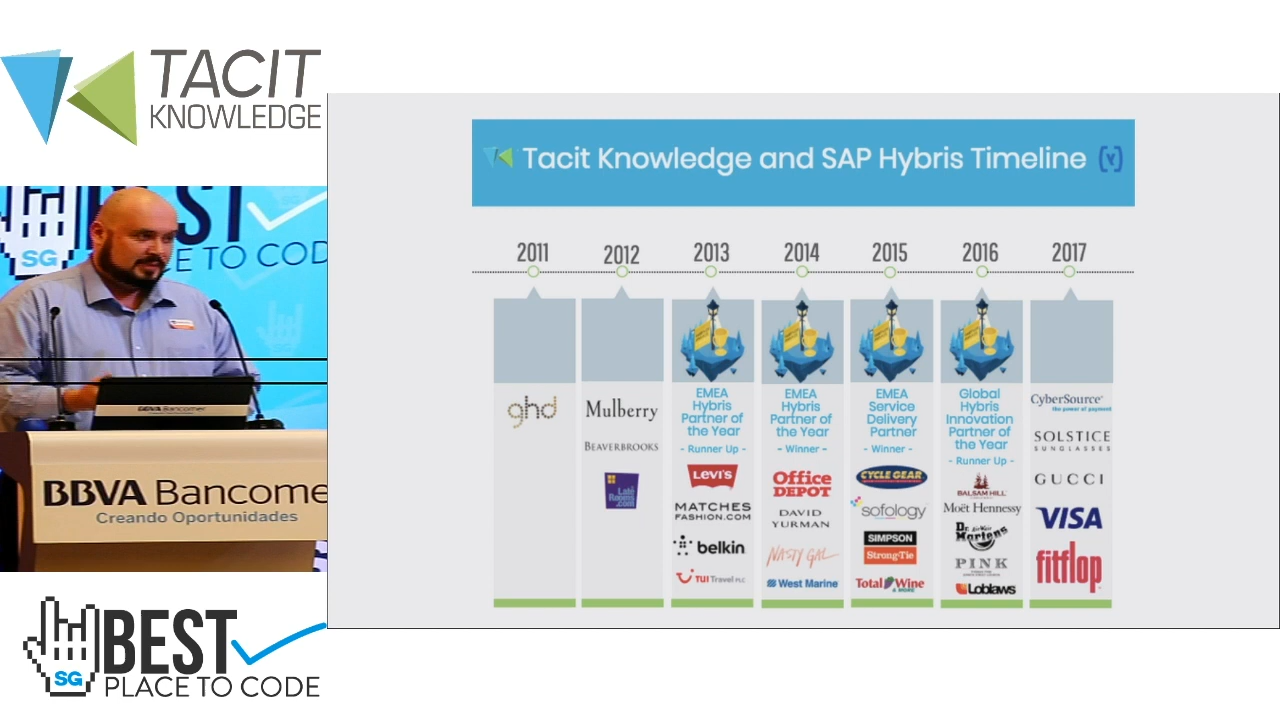 TACIT
KNOWLEDGE
BEST
SG
PLACE TO COD
BBVA Bancomer
BBVA Bancome
Creando Oportunidades
SG
BEST
PLACE TO CODE
Tacit Knowledge and SAP Hybris Timeline
2011
ghd
2012
Mulberry
BEAVERBROOKS
Late
Rooms
.com
2013
EMEA
Hybris
Partner of
the Year
- Runner Up -
LEVI'S
MATCHES
FASHION.COM
belkin
TUI Travel PLC
2014
EMEA
Hybris
Partner of
the Year
- Winner -
Office
DEPOT
DAVID
YURMAN
NASTY GAL
West Marine
2015
EMEA
Service
Delivery
Partner
- Winner -
CYCLE GEAR
sofology
SIMPSON
Strong-Tie
Total Wine
& MORE
2016
Global
Hybris
Innovation
Partner of
the Year
- Runner Up -
BALSAM HILL
Moët Hennessy
Dr. Martens
PINK
Loblaws
2017
CyberSource
the power of payment
SOLSTICE
SUNGLASSES
GUCCI
VISA
fitflop